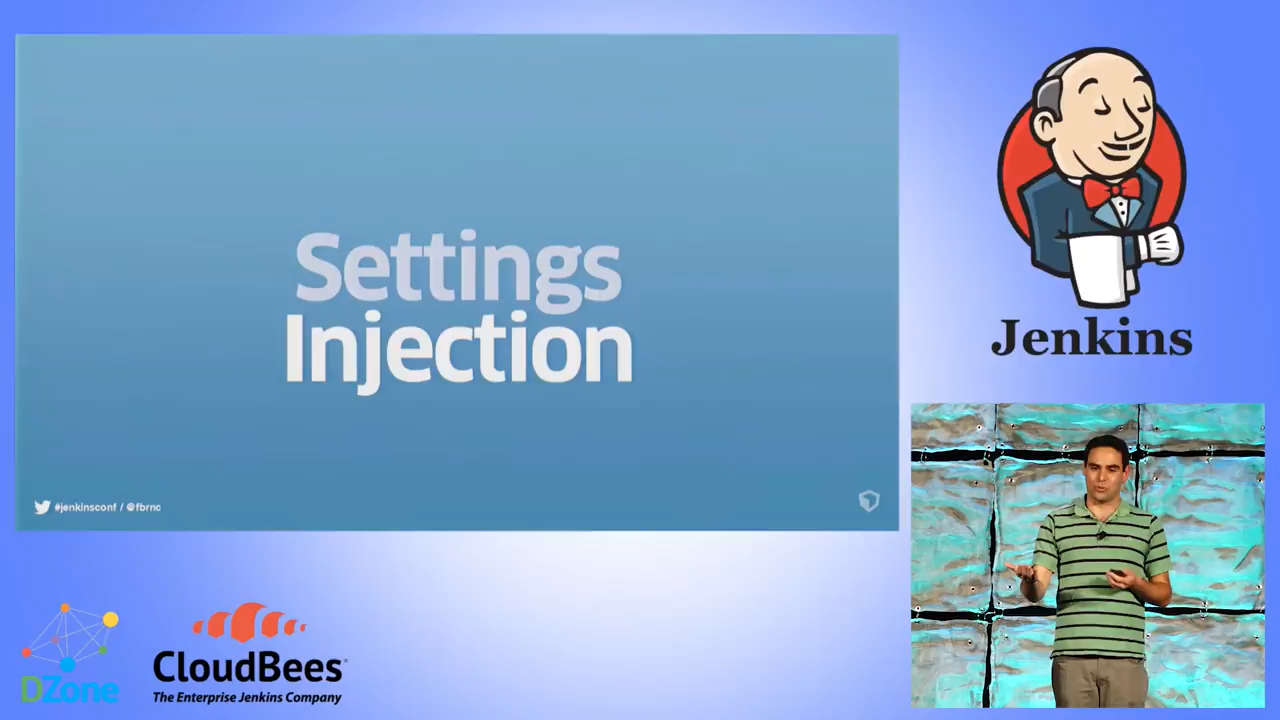 Settings
Injection
#jenkinsconf / @fbrnc
Jenkins
DZone
CloudBees
The Enterprise Jenkins Company